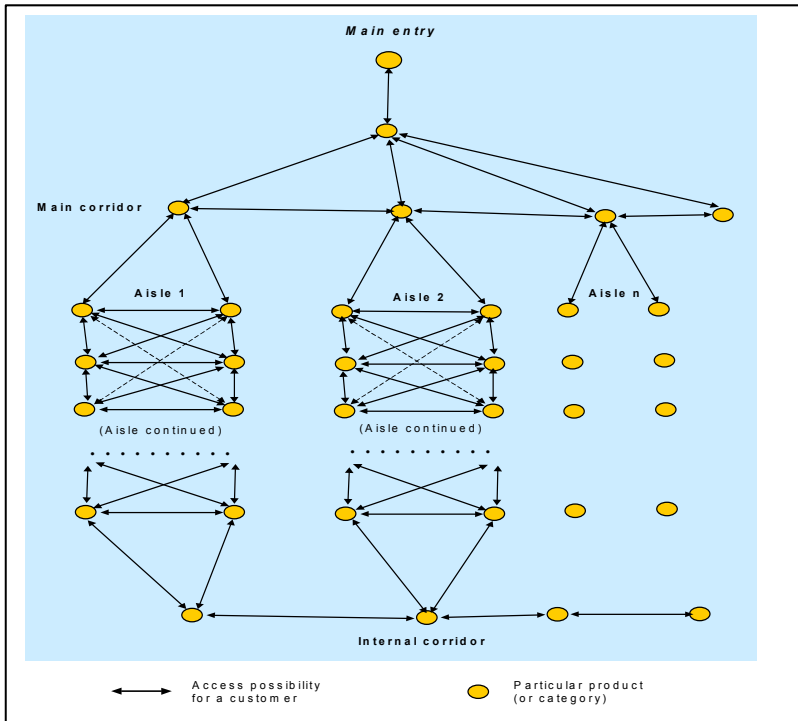 Main entry
Main corridor
Aisle 1
Aisle 2
Aisle n
(Aisle continued)
(Aisle continued)
Internal corridor
Access possibility
for a customer
Particular product
(or category)